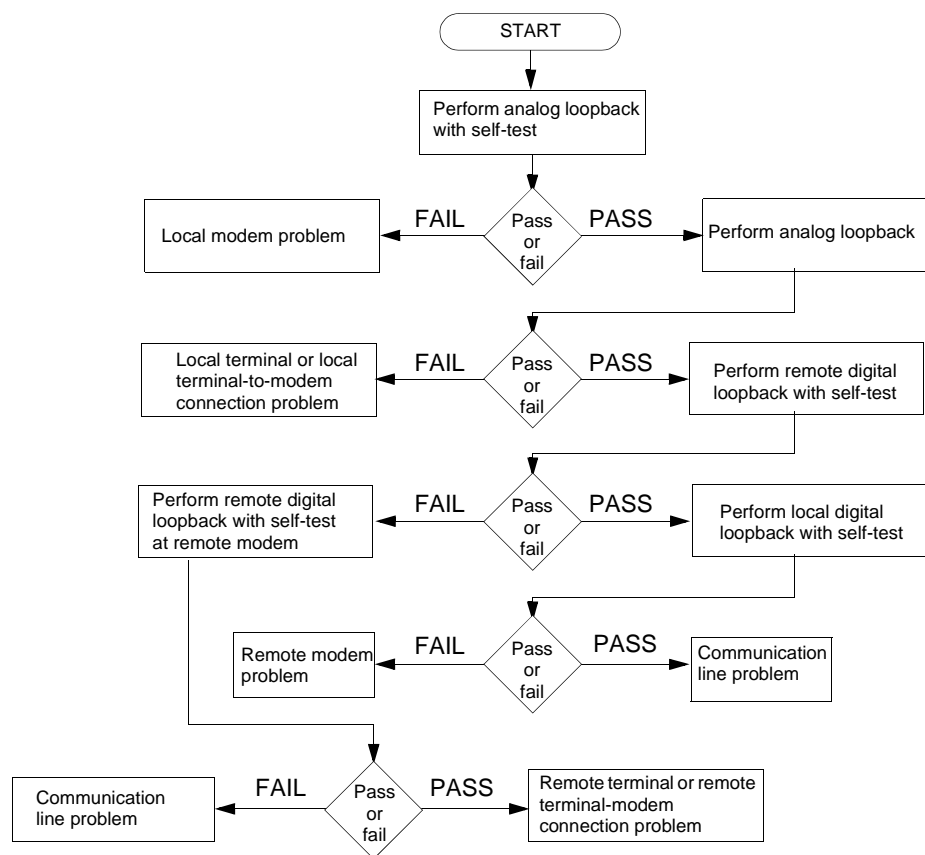 START
Perform analog loopback
with self-test
FAIL
Pass
or
fail
PASS
Local modem problem
Perform analog loopback
Local terminal or local
terminal-to-modem
connection problem
FAIL
Pass
or
fail
PASS
Perform remote digital
loopback with self-test
Perform remote digital
loopback with self-test
at remote modem
FAIL
Pass
or
fail
PASS
Perform local digital
loopback with self-test
Remote modem
problem
FAIL
Pass
or
fail
PASS
Communication
line problem
Communication
line problem
FAIL
Pass
or
fail
PASS
Remote terminal or remote
terminal-modem
connection problem